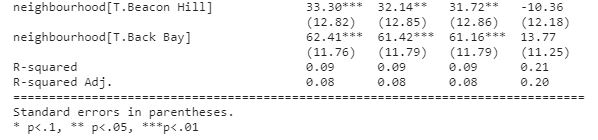 neighbourhood[T.Beacon Hill] 33.30*** 32.14** 31.72** -10.36
(12.82) (12.85) (12.86) (12.18)
neighbourhood[T.Back Bay] 62.41*** 61.42*** 61.16*** 13.77
(11.76) (11.79) (11.79) (11.25)
R-squared 0.09 0.09 0.09 0.21
R-squared Adj. 0.08 0.08 0.08 0.20
================================================================================
Standard errors in parentheses.
* p<.1, ** p<.05, ***p<.01